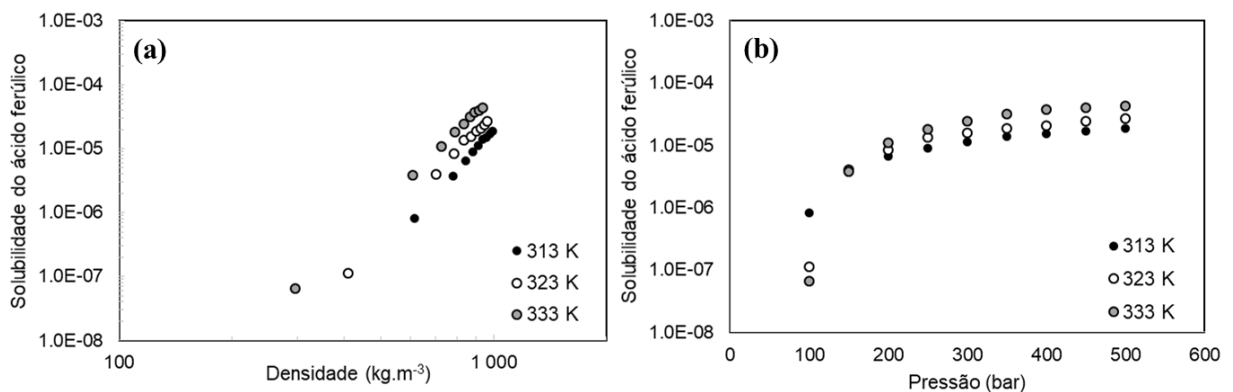 (a)
Solubilidade do ácido ferúlico
1.0E-03
1.0E-04
1.0E-05
1.0E-06
1.0E-07
1.0E-08
313 K
323 K
333 K
100
1 000
Densidade (kg.m-3)
(b)
Solubilidade do ácido ferúlico
1.0E-03
1.0E-04
1.0E-05
1.0E-06
1.0E-07
1.0E-08
313 K
323 K
333 K
0
100
200
300
400
500
600
Pressão (bar)